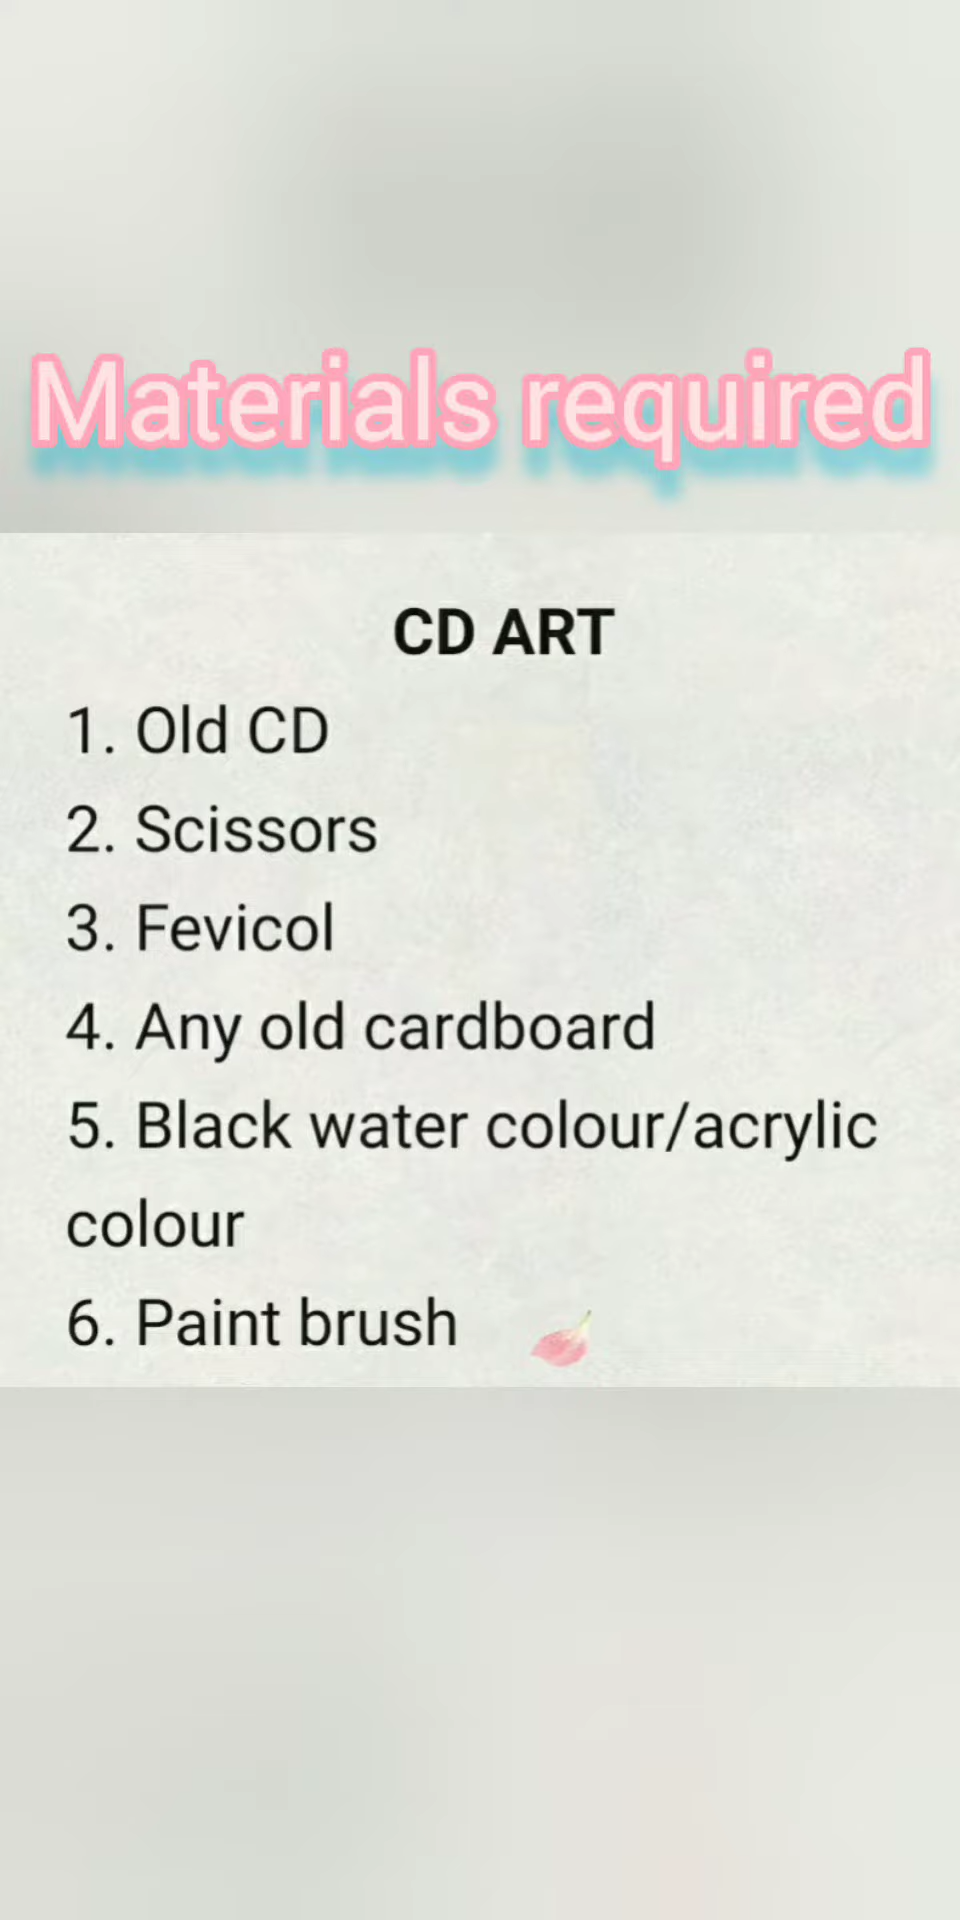 Materials required
CD ART
1. Old CD
2. Scissors
3. Fevicol
4. Any old cardboard
5. Black water colour/acrylic
colour
6. Paint brush